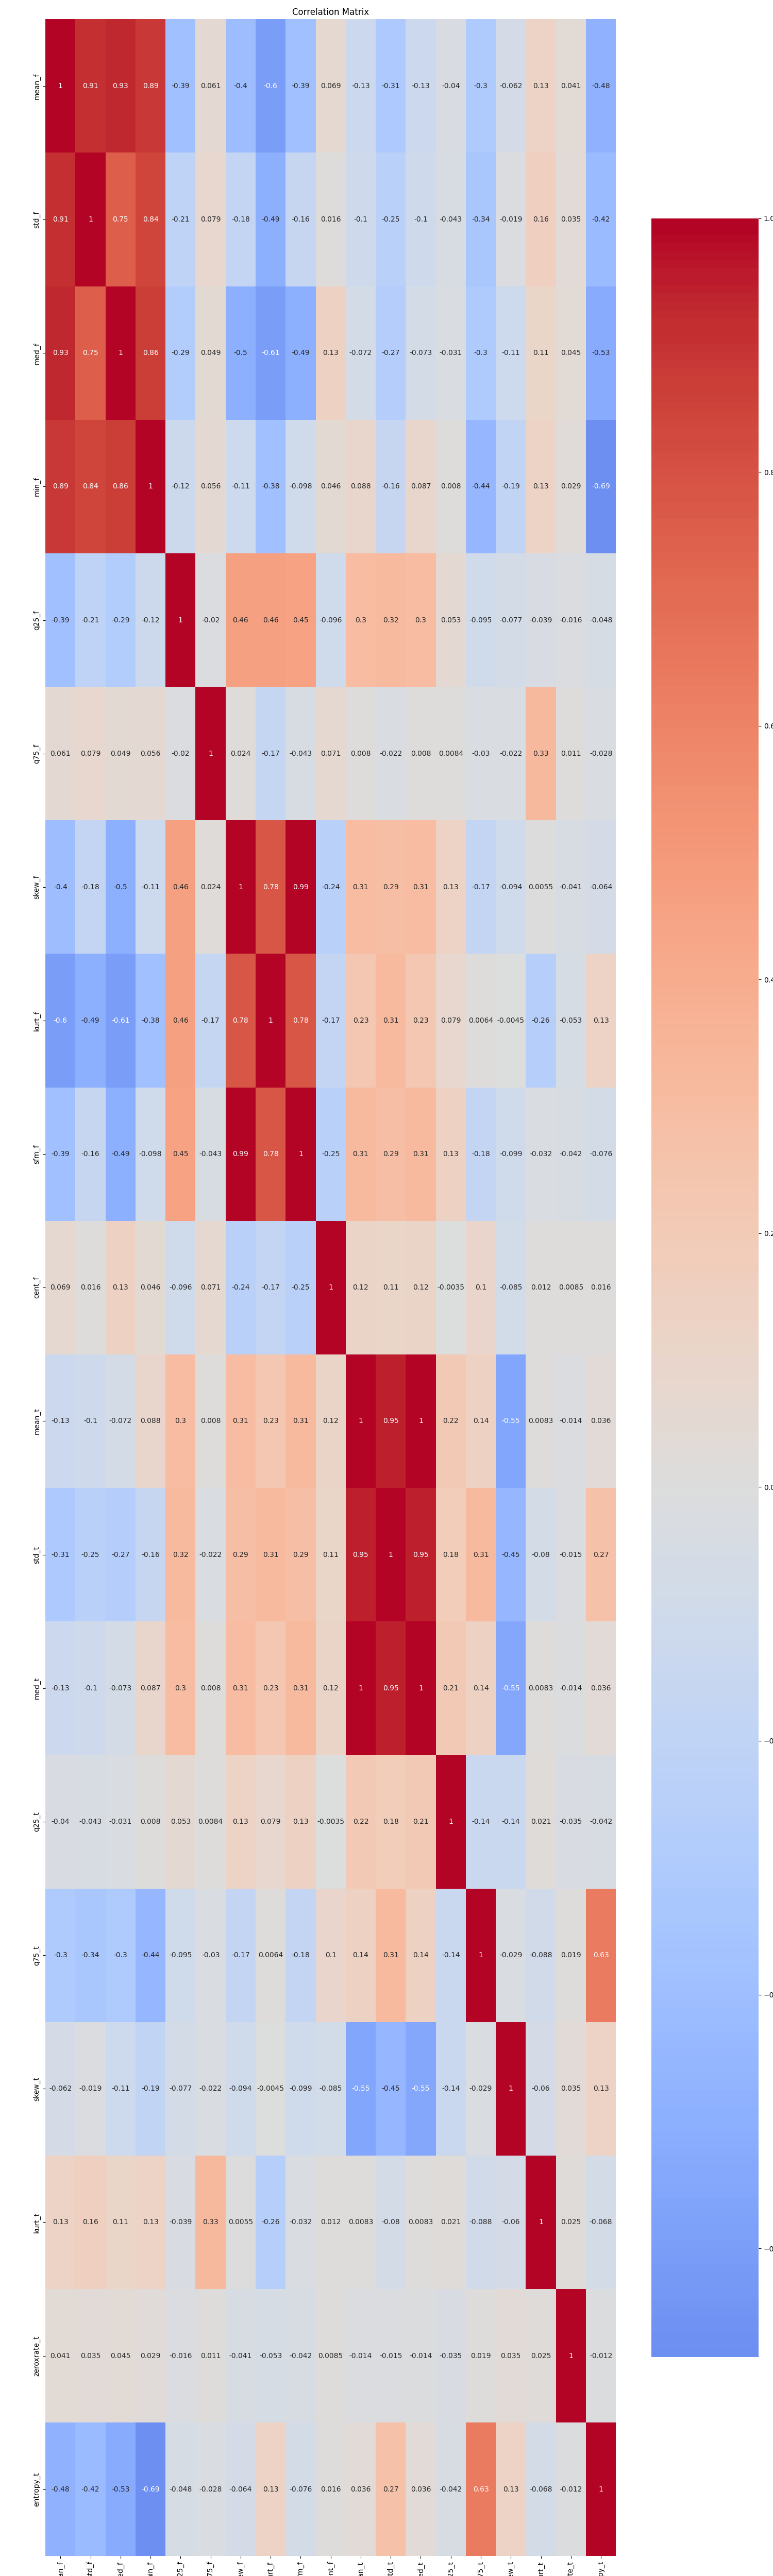 Correlation Matrix
mean_f 1 0.91 0.93 0.89 -0.39 0.061 -0.4 -0.6 -0.39 0.069 -0.13 -0.31 -0.13 -0.04 -0.3 -0.062 0.13 0.041 -0.48
std_f 0.91 1 0.75 0.84 -0.21 0.079 -0.18 -0.49 -0.16 0.016 -0.1 -0.25 -0.1 -0.043 -0.34 -0.019 0.16 0.035 -0.42
med_f 0.93 0.75 1 0.86 -0.29 0.049 -0.5 -0.61 -0.49 0.13 -0.072 -0.27 -0.073 -0.031 -0.3 -0.11 0.11 0.045 -0.53
min_f 0.89 0.84 0.86 1 -0.12 0.056 -0.11 -0.38 -0.098 0.046 0.088 -0.16 0.087 0.008 -0.44 -0.19 0.13 0.029 -0.69
q25_f -0.39 -0.21 -0.29 -0.12 1 -0.02 0.46 0.46 0.45 -0.096 0.3 0.32 0.3 0.053 -0.095 -0.077 -0.039 -0.016 -0.048
q75_f 0.061 0.079 0.049 0.056 -0.02 1 0.024 -0.17 -0.043 0.071 0.008 -0.022 0.008 0.0084 -0.03 -0.022 0.33 0.011 -0.028
skew_f -0.4 -0.18 -0.5 -0.11 0.46 0.024 1 0.78 0.99 -0.24 0.31 0.29 0.31 0.13 -0.17 -0.094 0.0055 -0.041 -0.064
kurt_f -0.6 -0.49 -0.61 -0.38 0.46 -0.17 0.78 1 0.78 -0.17 0.23 0.31 0.23 0.079 0.0064 -0.0045 -0.26 -0.053 0.13
sfm_f -0.39 -0.16 -0.49 -0.098 0.45 -0.043 0.99 0.78 1 -0.25 0.31 0.29 0.31 0.13 -0.18 -0.099 -0.032 -0.042 -0.076
cent_f 0.069 0.016 0.13 0.046 -0.096 0.071 -0.24 -0.17 -0.25 1 0.12 0.11 0.12 -0.0035 0.1 -0.085 0.012 0.0085 0.016
mean_t -0.13 -0.1 -0.072 0.088 0.3 0.008 0.31 0.23 0.31 0.12 1 0.95 1 0.22 0.14 -0.55 0.0083 -0.014 0.036
std_t -0.31 -0.25 -0.27 -0.16 0.32 -0.022 0.29 0.31 0.29 0.11 0.95 1 0.95 0.18 0.31 -0.45 -0.08 -0.015 0.27
med_t -0.13 -0.1 -0.073 0.087 0.3 0.008 0.31 0.23 0.31 0.12 1 0.95 1 0.21 0.14 -0.55 0.0083 -0.014 0.036
q25_t -0.04 -0.043 -0.031 0.008 0.053 0.0084 0.13 0.079 0.13 -0.0035 0.22 0.18 0.21 1 -0.14 -0.14 0.021 -0.035 -0.042
q75_t -0.3 -0.34 -0.3 -0.44 -0.095 -0.03 -0.17 0.0064 -0.18 0.1 0.14 0.31 0.14 -0.14 1 -0.029 -0.088 0.019 0.63
skew_t -0.062 -0.019 -0.11 -0.19 -0.077 -0.022 -0.094 -0.0045 -0.099 -0.085 -0.55 -0.45 -0.55 -0.14 -0.029 1 -0.06 0.035 0.13
kurt_t 0.13 0.16 0.11 0.13 -0.039 0.33 0.0055 -0.26 -0.032 0.012 0.0083 -0.08 0.0083 0.021 -0.088 -0.06 1 0.025 -0.068
zeroxrate_t 0.041 0.035 0.045 0.029 -0.016 0.011 -0.041 -0.053 -0.042 0.0085 -0.014 -0.015 -0.014 -0.035 0.019 0.035 0.025 1 -0.012
entropy_t -0.48 -0.42 -0.53 -0.69 -0.048 -0.028 -0.064 0.13 -0.076 0.016 0.036 0.27 0.036 -0.042 0.63 0.13 -0.068 -0.012 1